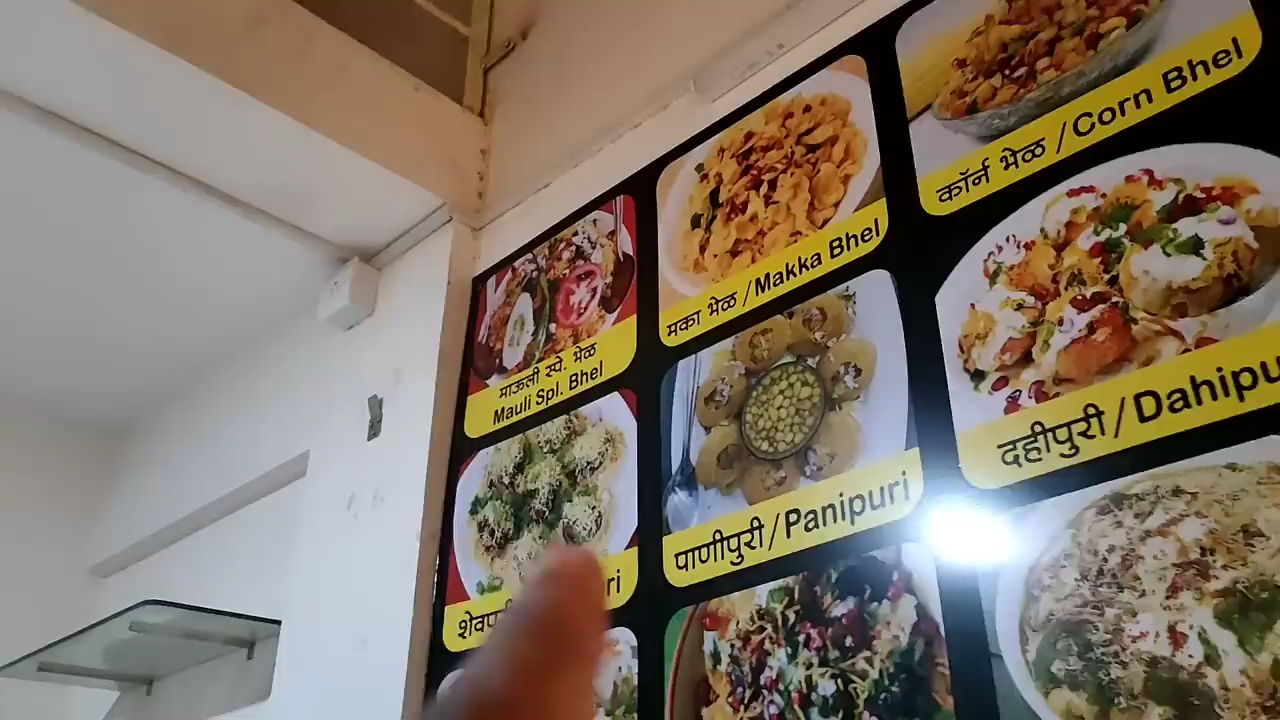 कॉर्न भेळ / Corn Bhel
मका भेळ / Makka Bhel
माऊली स्पे. भेळ
Mauli Spl. Bhel
दहीपुरी / Dahipu
पाणीपुरी / Panipuri